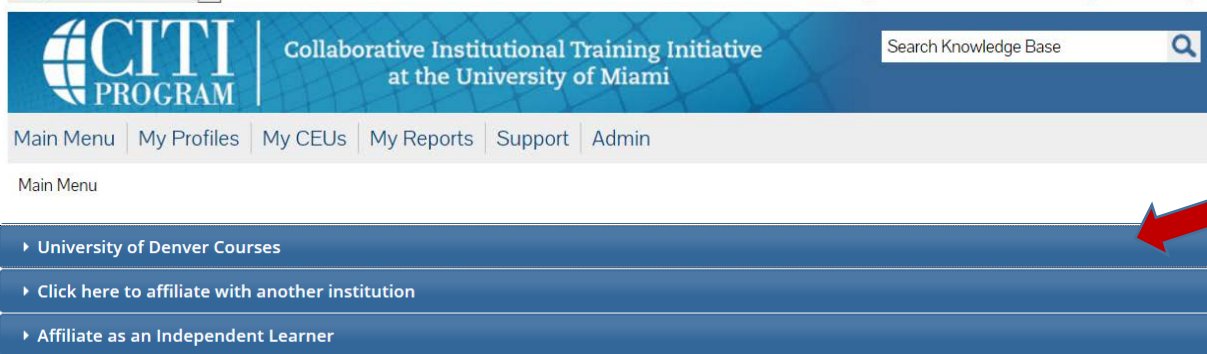 CITI
PROGRAM
Collaborative Institutional Training Initiative
at the University of Miami
Search Knowledge Base
Main Menu My Profiles My CEUs My Reports Support Admin
Main Menu
University of Denver Courses
Click here to affiliate with another institution
Affiliate as an Independent Learner